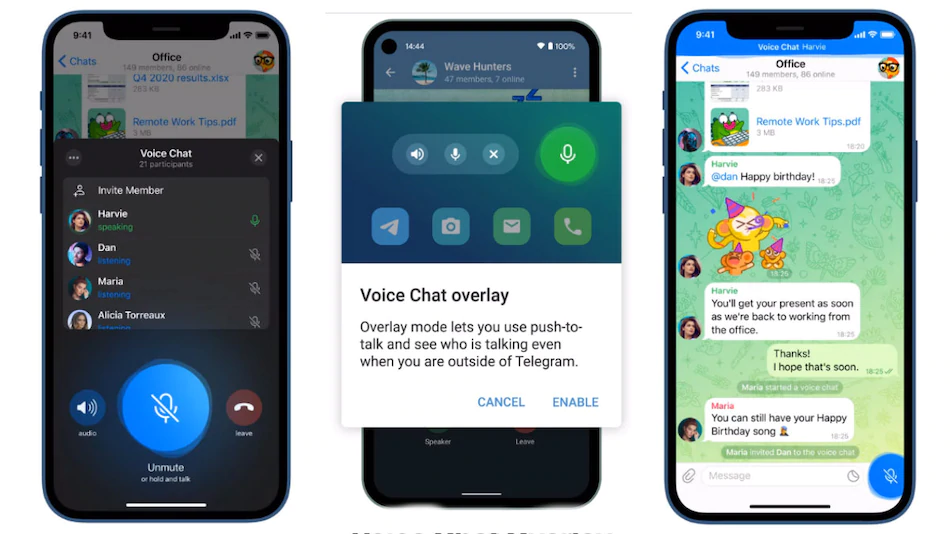 9:41
Chats
Office
149 members, 86 online
Q4 2020 results.xlsx
283 KB
Remote Work Tips.pdf
3 MB
Voice Chat
21 participants
Invite Member
Harvie
speaking
Dan
listening
Maria
listening
Alicia Torreaux
listening
audio
leave
Unmute
or hold and talk
14:44
100%
Wave Hunters
47 members, 7 online
Voice Chat overlay
Overlay mode lets you use push-to-
talk and see who is talking even
when you are outside of Telegram.
CANCEL
ENABLE
Speaker
Leave
9:41
Voice Chat Harvie
Chats
Office
149 members, 86 online
283 KB
Remote Work Tips.pdf
3 MB
18:20
Harvie
@dan Happy birthday! 18:25
18:25
Harvie
You'll get your present as soon
as we're back to working from
the office.
18:25
Thanks!
I hope that's soon. 18:25
Maria started a voice chat
Maria
You can still have your Happy
Birthday song
18:25
Maria invited Dan to the voice chat
Message